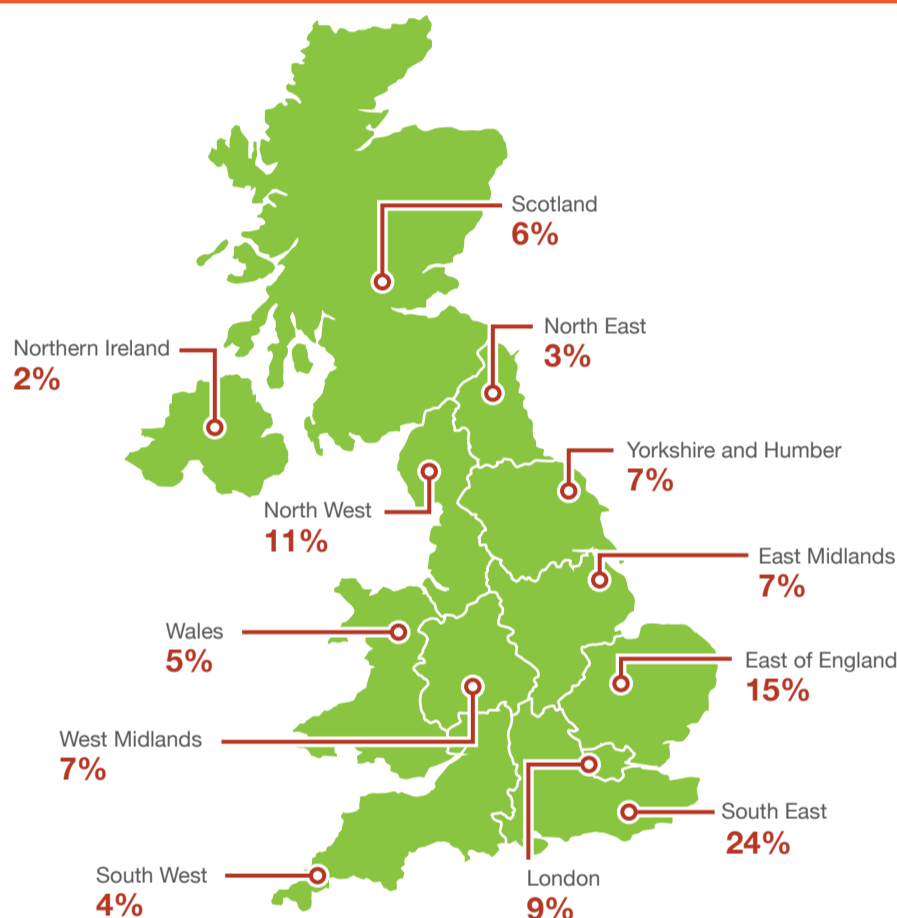 Scotland
6%
North East
3%
Northern Ireland
2%
Yorkshire and Humber
7%
North West
11%
East Midlands
7%
Wales
5%
East of England
15%
West Midlands
7%
South East
24%
South West
4%
London
9%